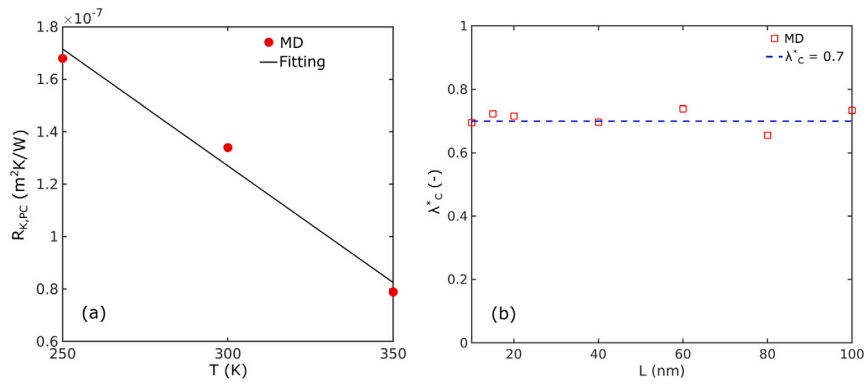 ×10⁻⁷
1.8
1.6
1.4
1.2
1
0.8
0.6
R_K,PC (m²K/W)
250
300
350
T (K)
MD
Fitting
(a)
(b)
1
0.8
0.6
0.4
0.2
0
λ*_C (-)
20
40
60
80
100
L (nm)
MD
λ*_C = 0.7